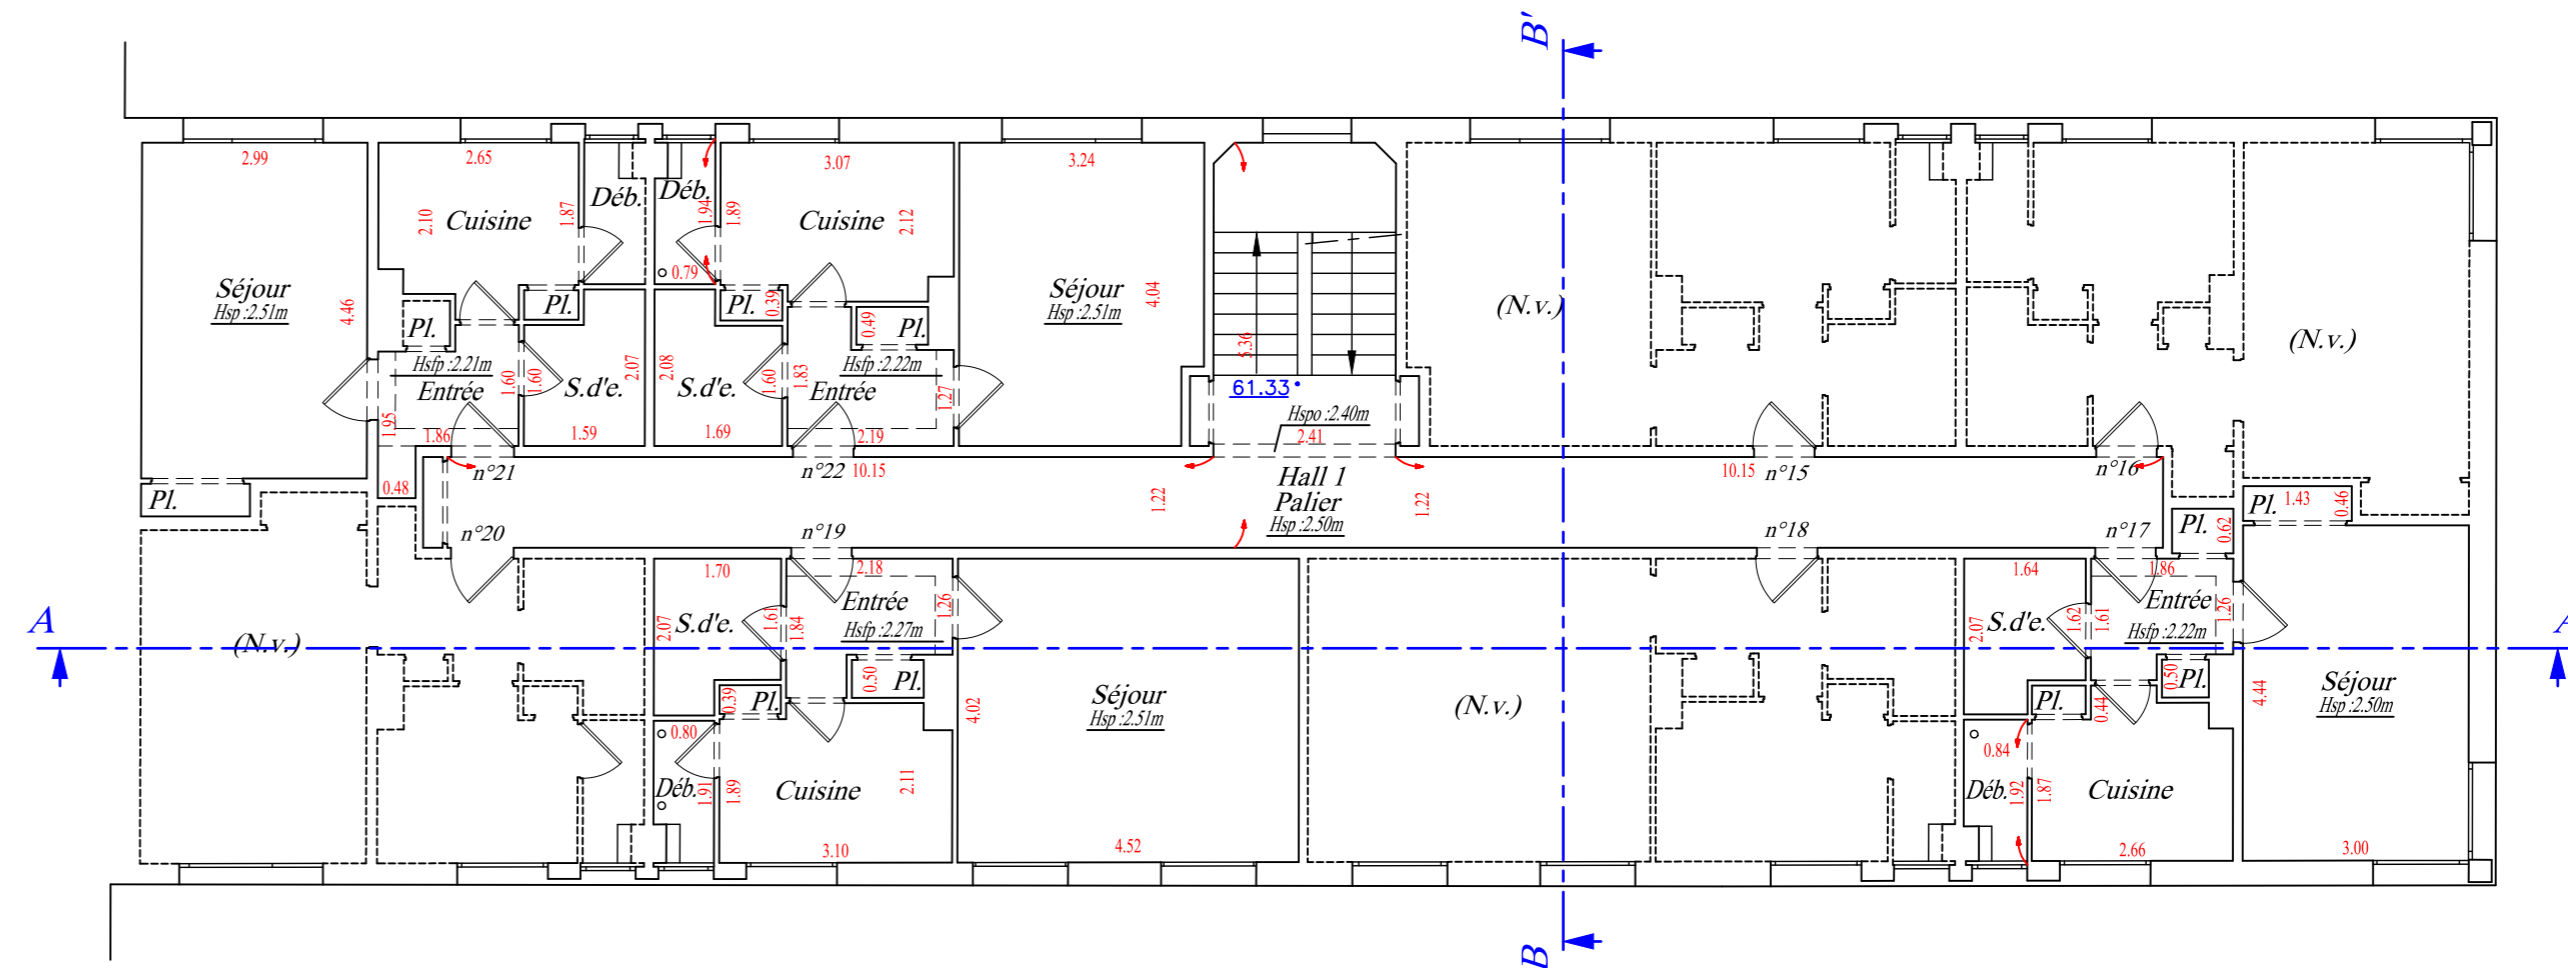 B'
2.99
2.65
3.07
3.24
Déb.
Déb.
2.10
Cuisine
1.87
1.94
1.89
Cuisine
2.12
0.79
Séjour
Hsp :2.51m
4.46
Pl.
Pl.
Pl.
0.39
0.49
Pl.
Séjour
Hsp :2.51m
4.04
(N.v.)
(N.v.)
5.36
Hsfp :2.21m
Entrée
1.60
1.60
S.d'e.
2.07
2.08
S.d'e.
1.60
1.83
Hsfp :2.22m
Entrée
1.27
61.33
Hspo :2.40m
2.41
1.95
1.86
1.59
1.69
2.19
n°21
n°22
10.15
10.15
n°15
n°16
Pl.
0.48
1.22
Hall 1
Palier
Hsp :2.50m
1.22
Pl.
1.43
0.46
n°20
n°19
n°18
n°17
Pl.
0.62
1.70
2.18
1.64
1.86
A
(N.v.)
S.d'e.
2.07
1.61
1.84
Entrée
Hsfp :2.27m
1.26
S.d'e.
2.07
1.62
1.61
Entrée
Hsfp :2.22m
1.26
A
0.39
Pl.
0.50
Pl.
4.02
Séjour
Hsp :2.51m
(N.v.)
Pl.
0.44
0.50
Pl.
4.44
Séjour
Hsp :2.50m
0.80
0.84
Déb.
1.91
1.89
Cuisine
2.11
Déb.
1.92
1.87
Cuisine
3.10
4.52
2.66
3.00
B